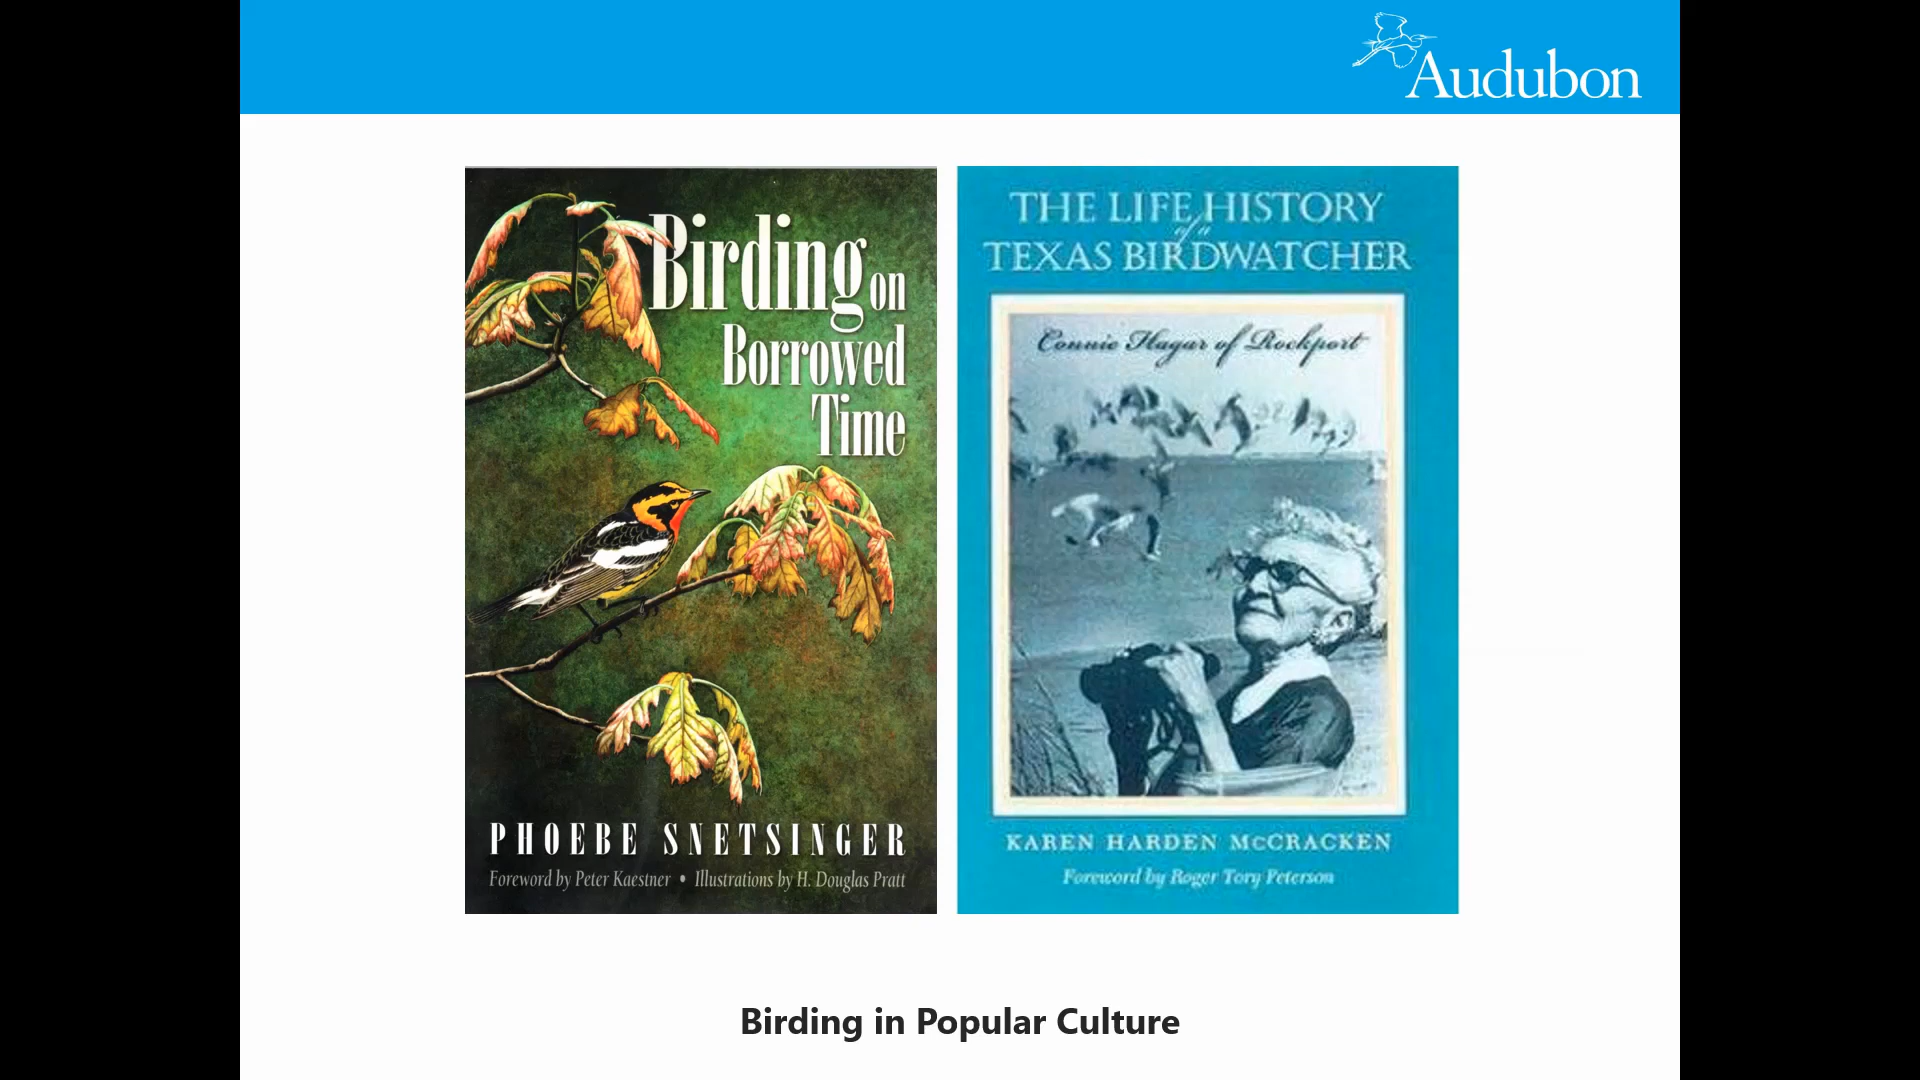 Audubon
Birding on
Borrowed
Time
PHOEBE SNETSINGER
Foreword by Peter Kaestner • Illustrations by H. Douglas Pratt
THE LIFE HISTORY
of a
TEXAS BIRDWATCHER
Connie Hagar of Rockport
KAREN HARDEN McCRACKEN
Foreword by Roger Tory Peterson
Birding in Popular Culture